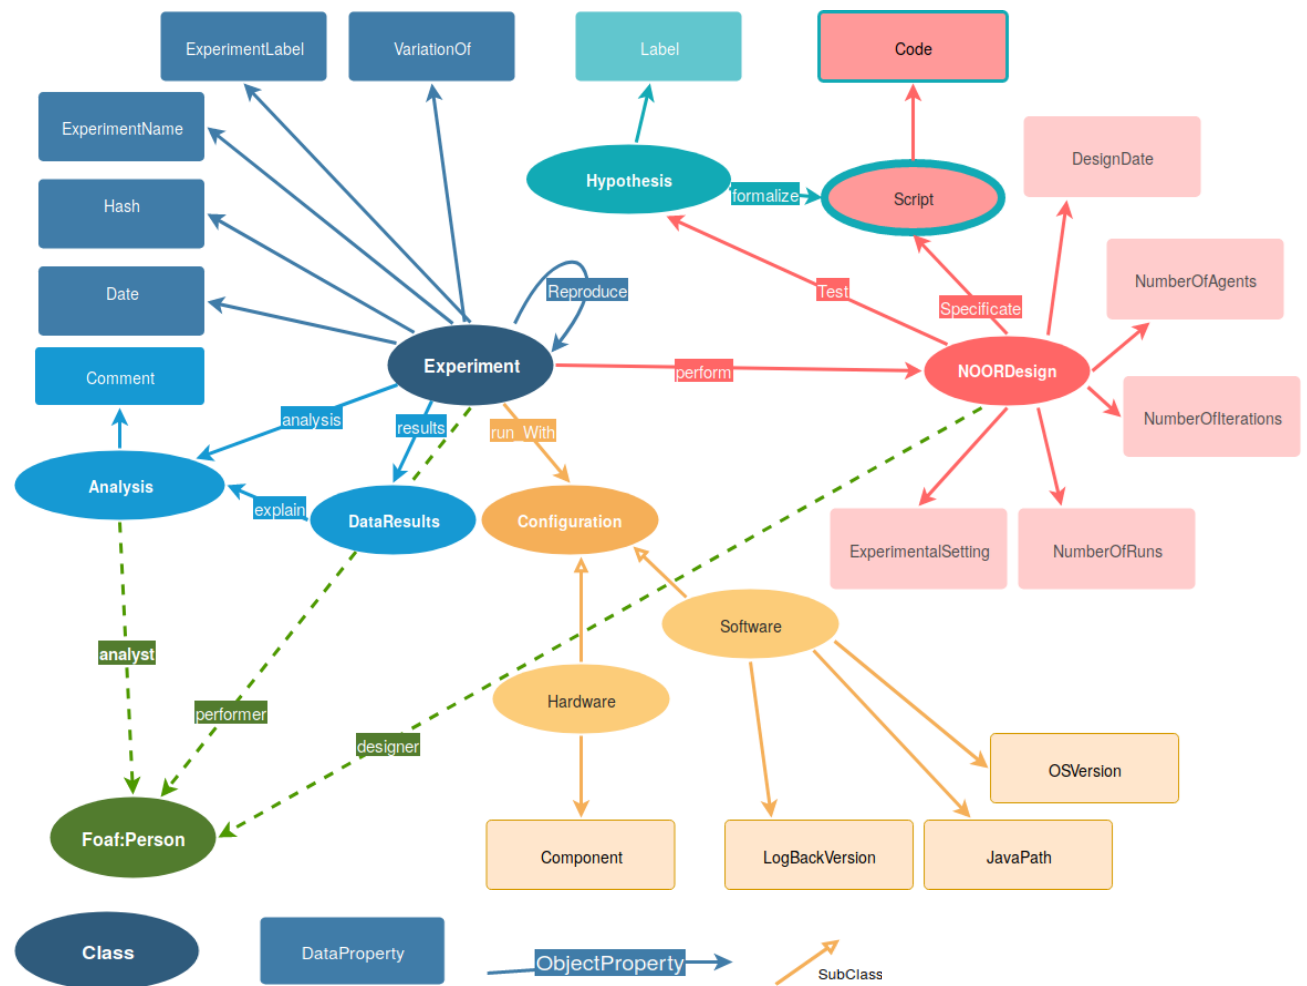 ExperimentLabel
VariationOf
Label
Code
ExperimentName
DesignDate
Hypothesis
formalize
Script
Hash
NumberOfAgents
Date
Reproduce
Test
Specificate
Experiment
perform
NOORDesign
Comment
analysis
results
run_With
NumberOfIterations
Analysis
explain
DataResults
Configuration
ExperimentalSetting
NumberOfRuns
Software
analyst
Hardware
performer
designer
OSVersion
Foaf:Person
Component
LogBackVersion
JavaPath
Class
DataProperty
ObjectProperty
SubClass